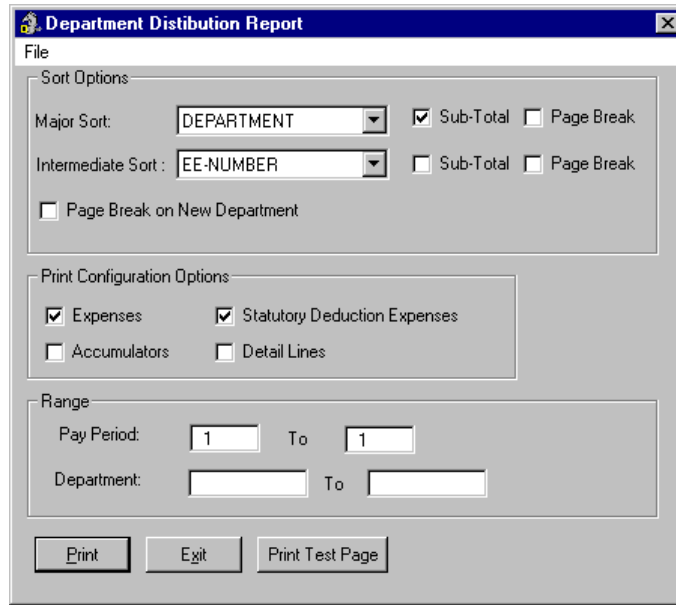 Department Distibution Report
File
Sort Options
Major Sort: DEPARTMENT Sub-Total Page Break
Intermediate Sort : EE-NUMBER Sub-Total Page Break
Page Break on New Department
Print Configuration Options
Expenses Statutory Deduction Expenses
Accumulators Detail Lines
Range
Pay Period: 1 To 1
Department: To
Print Exit Print Test Page